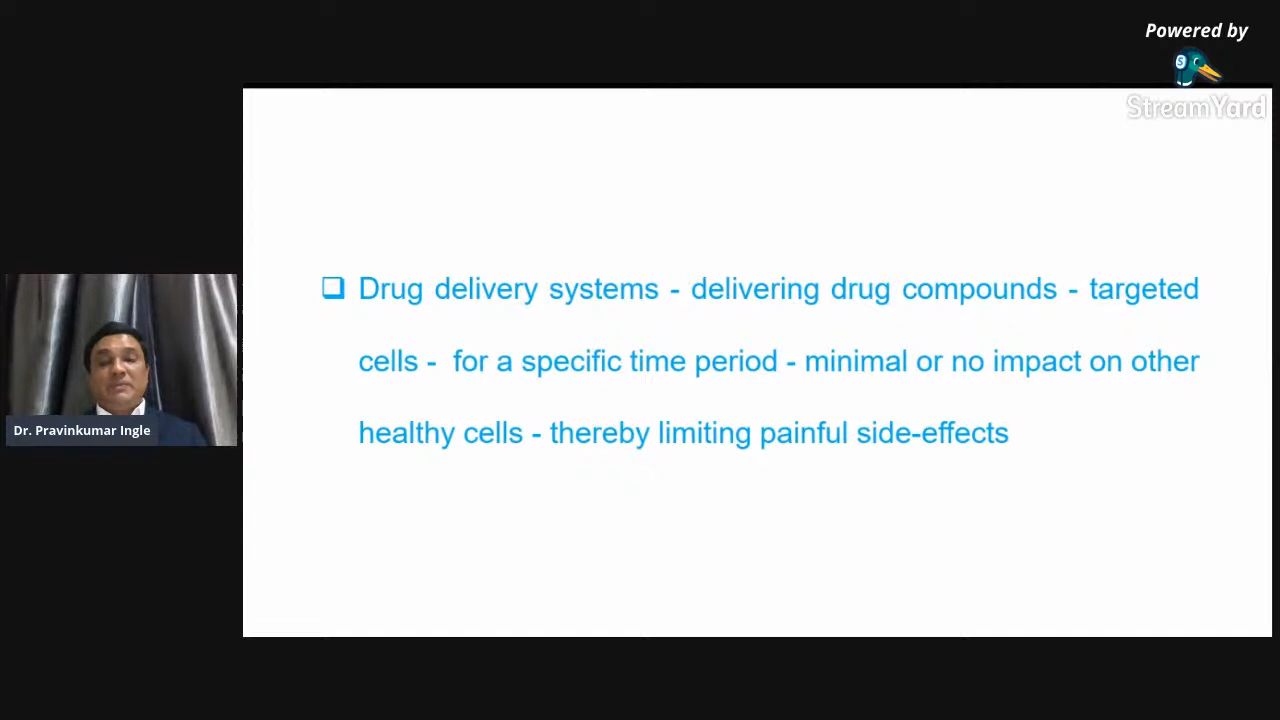 Powered by
StreamYard
❑ Drug delivery systems - delivering drug compounds - targeted
cells - for a specific time period - minimal or no impact on other
healthy cells - thereby limiting painful side-effects
Dr. Pravinkumar Ingle